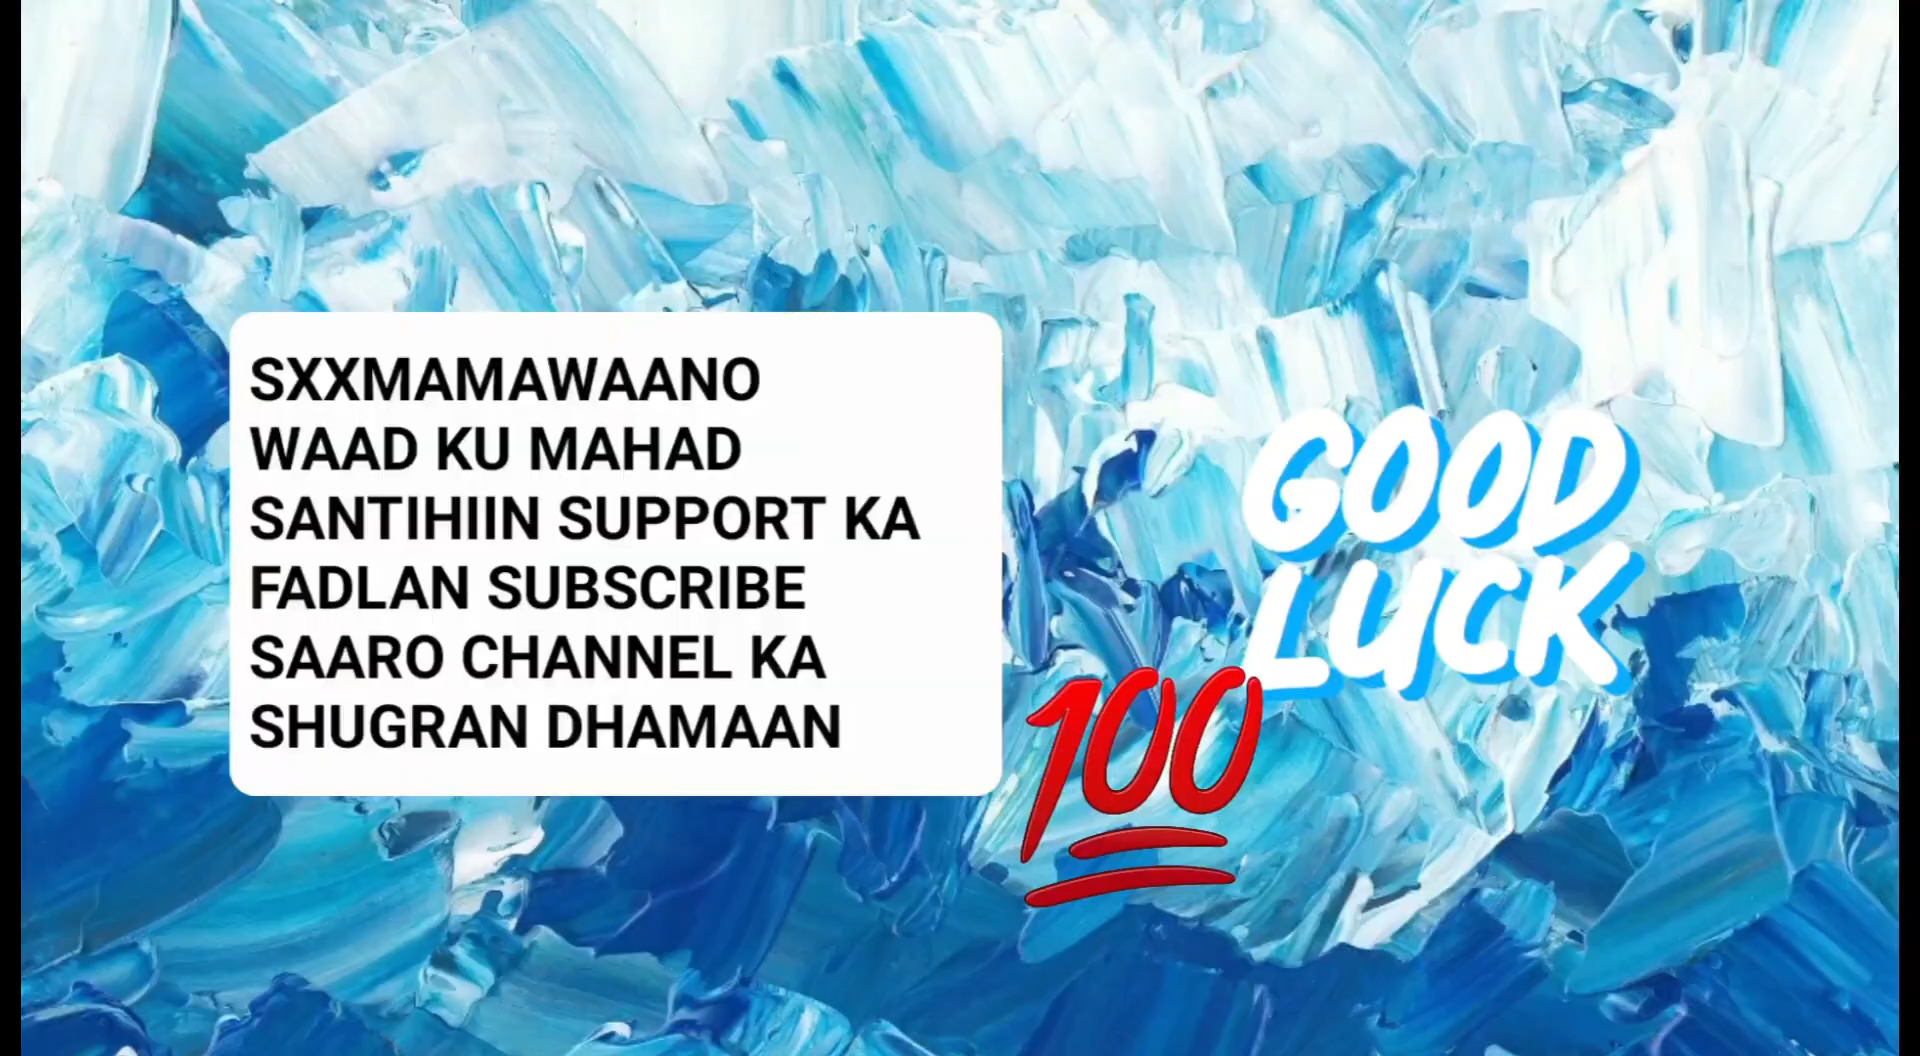 SXXMAMAWAANO
WAAD KU MAHAD
SANTIHIIN SUPPORT KA
FADLAN SUBSCRIBE
SAARO CHANNEL KA
SHUGRAN DHAMAAN
GOOD
LUCK
100